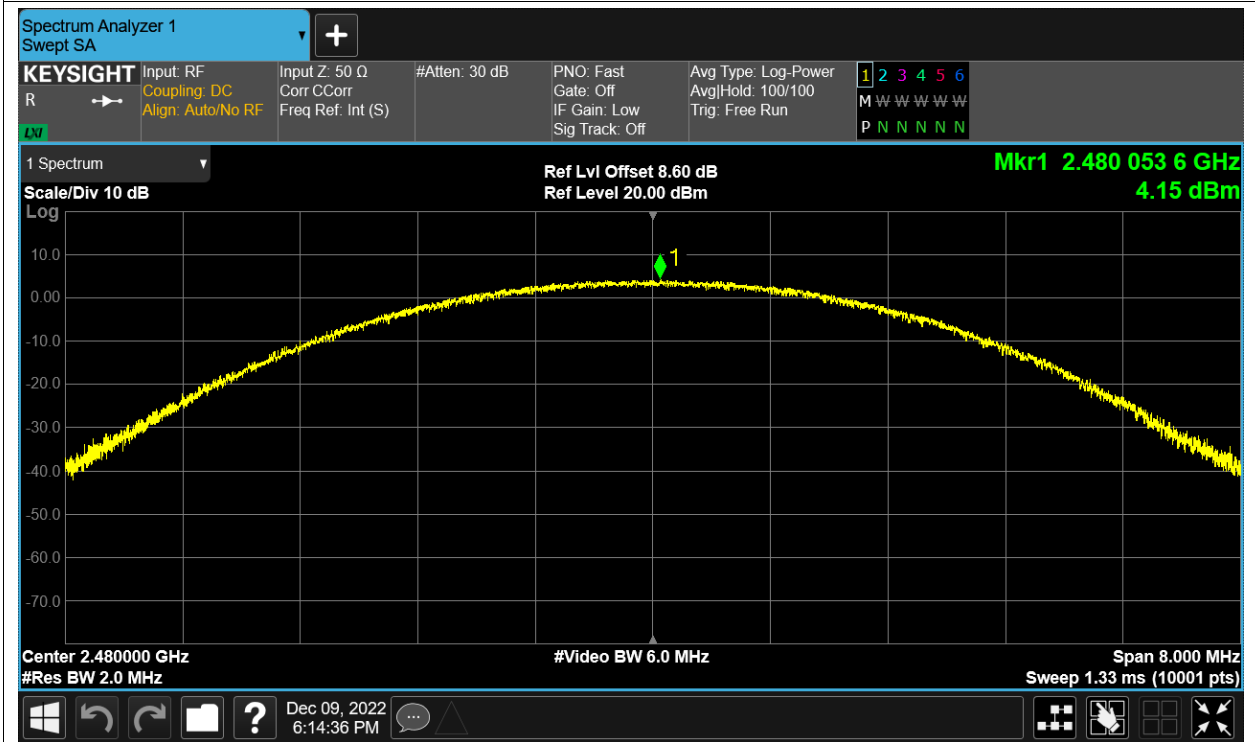 Spectrum Analyzer 1
Swept SA
+
KEYSIGHT
R
LXI
Input: RF
Coupling: DC
Align: Auto/No RF
Input Z: 50 Ω
Corr CCorr
Freq Ref: Int (S)
#Atten: 30 dB
PNO: Fast
Gate: Off
IF Gain: Low
Sig Track: Off
Avg Type: Log-Power
Avg|Hold: 100/100
Trig: Free Run
1 2 3 4 5 6
M W W W W W
P N N N N N
1 Spectrum
Scale/Div 10 dB
Log
Ref Lvl Offset 8.60 dB
Ref Level 20.00 dBm
Mkr1 2.480 053 6 GHz
4.15 dBm
1
10.0
0.00
-10.0
-20.0
-30.0
-40.0
-50.0
-60.0
-70.0
Center 2.480000 GHz
#Res BW 2.0 MHz
#Video BW 6.0 MHz
Span 8.000 MHz
Sweep 1.33 ms (10001 pts)
?
Dec 09, 2022
6:14:36 PM